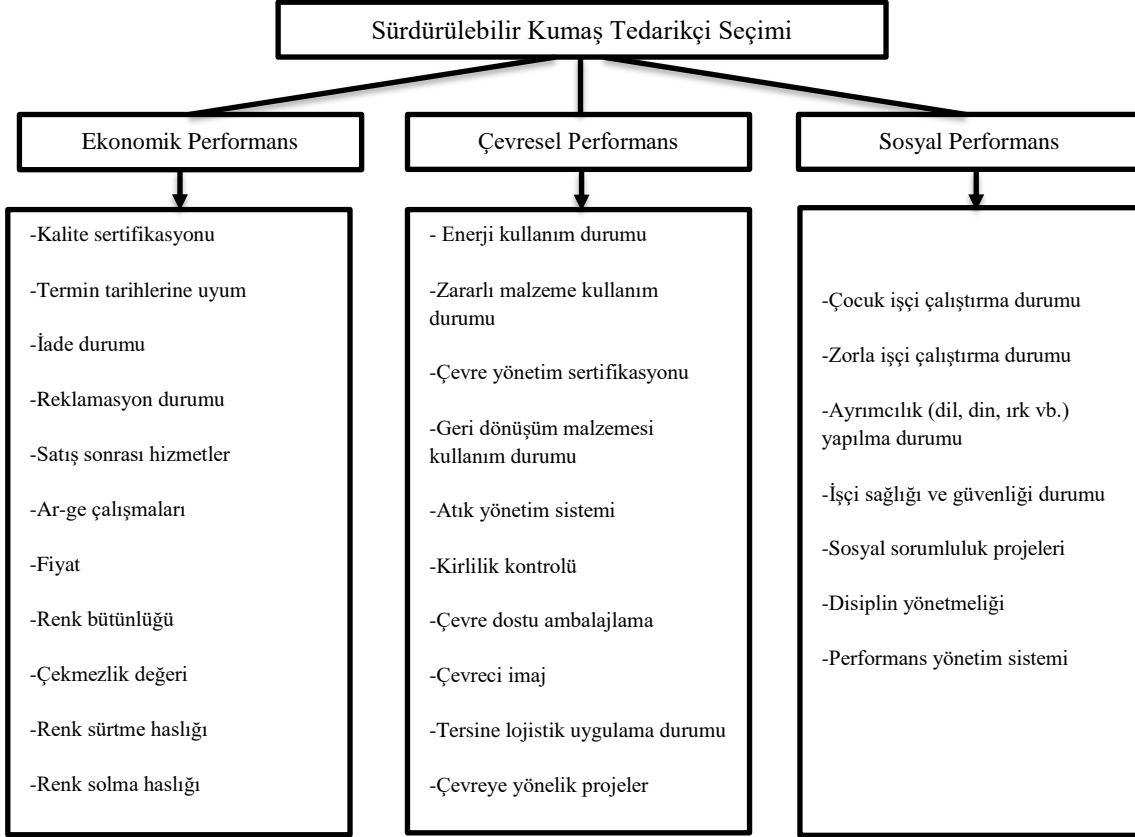 Sürdürülebilir Kumaş Tedarikçi Seçimi
Ekonomik Performans
-Kalite sertifikasyonu
-Termin tarihlerine uyum
-İade durumu
-Reklamasyon durumu
-Satış sonrası hizmetler
-Ar-ge çalışmaları
-Fiyat
-Renk bütünlüğü
-Çekmezlik değeri
-Renk sürtme haslığı
-Renk solma haslığı
Çevresel Performans
- Enerji kullanım durumu
-Zararlı malzeme kullanım
durumu
-Çevre yönetim sertifikasyonu
-Geri dönüşüm malzemesi
kullanım durumu
-Atık yönetim sistemi
-Kirlilik kontrolü
-Çevre dostu ambalajlama
-Çevreci imaj
-Tersine lojistik uygulama durumu
-Çevreye yönelik projeler
Sosyal Performans
-Çocuk işçi çalıştırma durumu
-Zorla işçi çalıştırma durumu
-Ayrımcılık (dil, din, ırk vb.)
yapılma durumu
-İşçi sağlığı ve güvenliği durumu
-Sosyal sorumluluk projeleri
-Disiplin yönetmeliği
-Performans yönetim sistemi